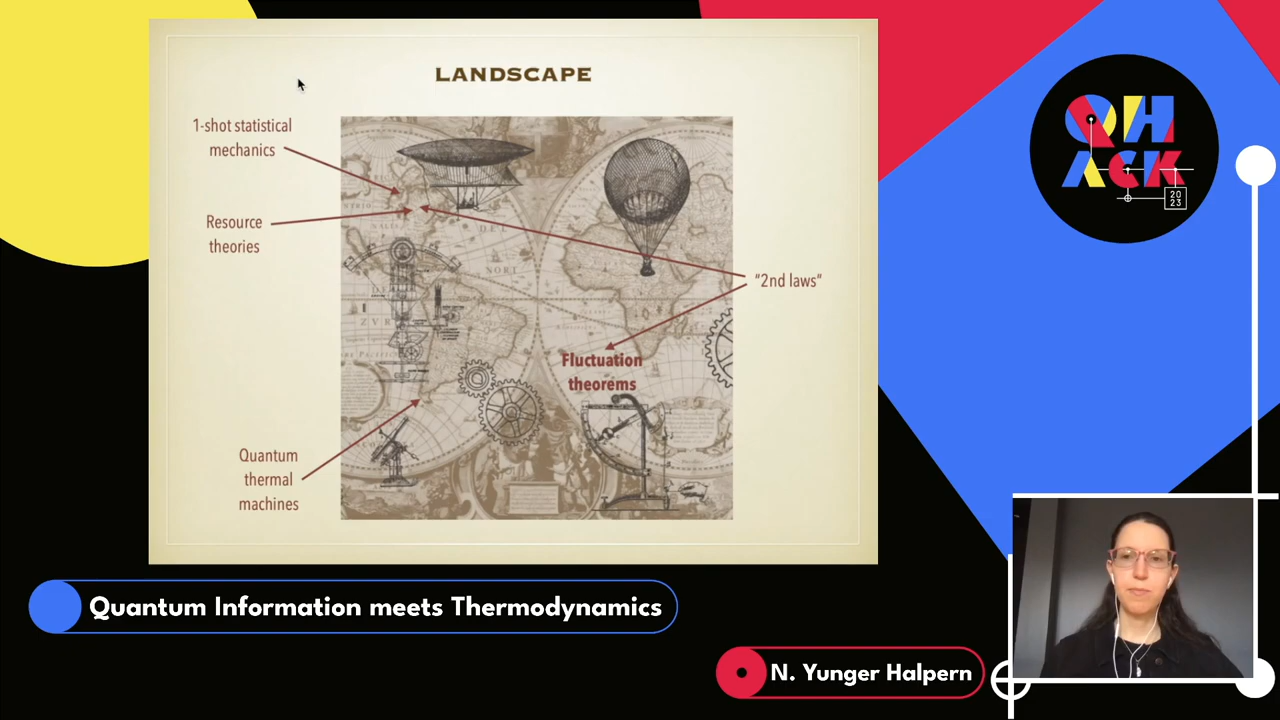 LANDSCAPE
1-shot statistical
mechanics
Resource
theories
"2nd laws"
Fluctuation
theorems
Quantum
thermal
machines
QH
ACK
20
23
Quantum Information meets Thermodynamics
N. Yunger Halpern